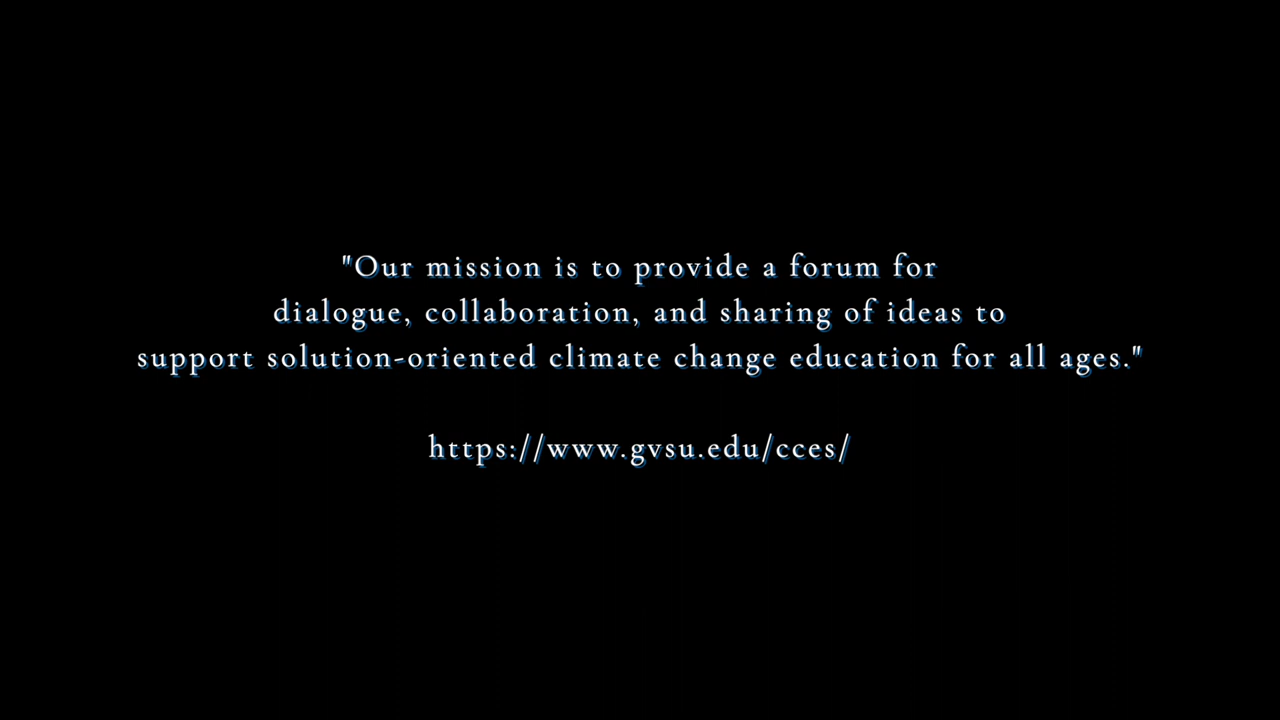 "Our mission is to provide a forum for
dialogue, collaboration, and sharing of ideas to
support solution-oriented climate change education for all ages."
https://www.gvsu.edu/cces/